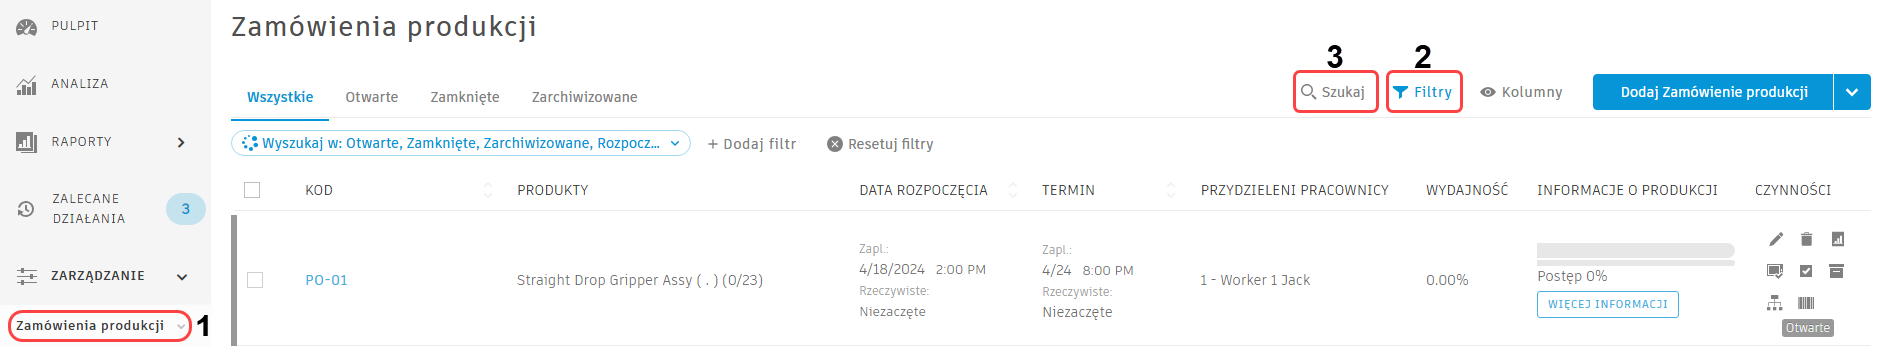 PULPIT
ANALIZA
RAPORTY
ZALECANE
DZIAŁANIA
3
ZARZĄDZANIE
Zamówienia produkcji
1
Zamówienia produkcji
3
2
Wszystkie
Otwarte
Zamknięte
Zarchiwizowane
Szukaj
Filtry
Kolumny
Dodaj Zamówienie produkcji
Wyszukaj w: Otwarte, Zamknięte, Zarchiwizowane, Rozpocz...
+ Dodaj filtr
Resetuj filtry
KOD
PRODUKTY
DATA ROZPOCZĘCIA
TERMIN
PRZYDZIELENI PRACOWNICY
WYDAJNOŚĆ
INFORMACJE O PRODUKCJI
CZYNNOŚCI
PO-01
Straight Drop Gripper Assy ( . ) (0/23)
Zapl.:
4/18/2024 2:00 PM
Rzeczywiste:
Niezaczęte
Zapl.:
4/24 8:00 PM
Rzeczywiste:
Niezaczęte
1 - Worker 1 Jack
0.00%
Postęp 0%
WIĘCEJ INFORMACJI
Otwarte